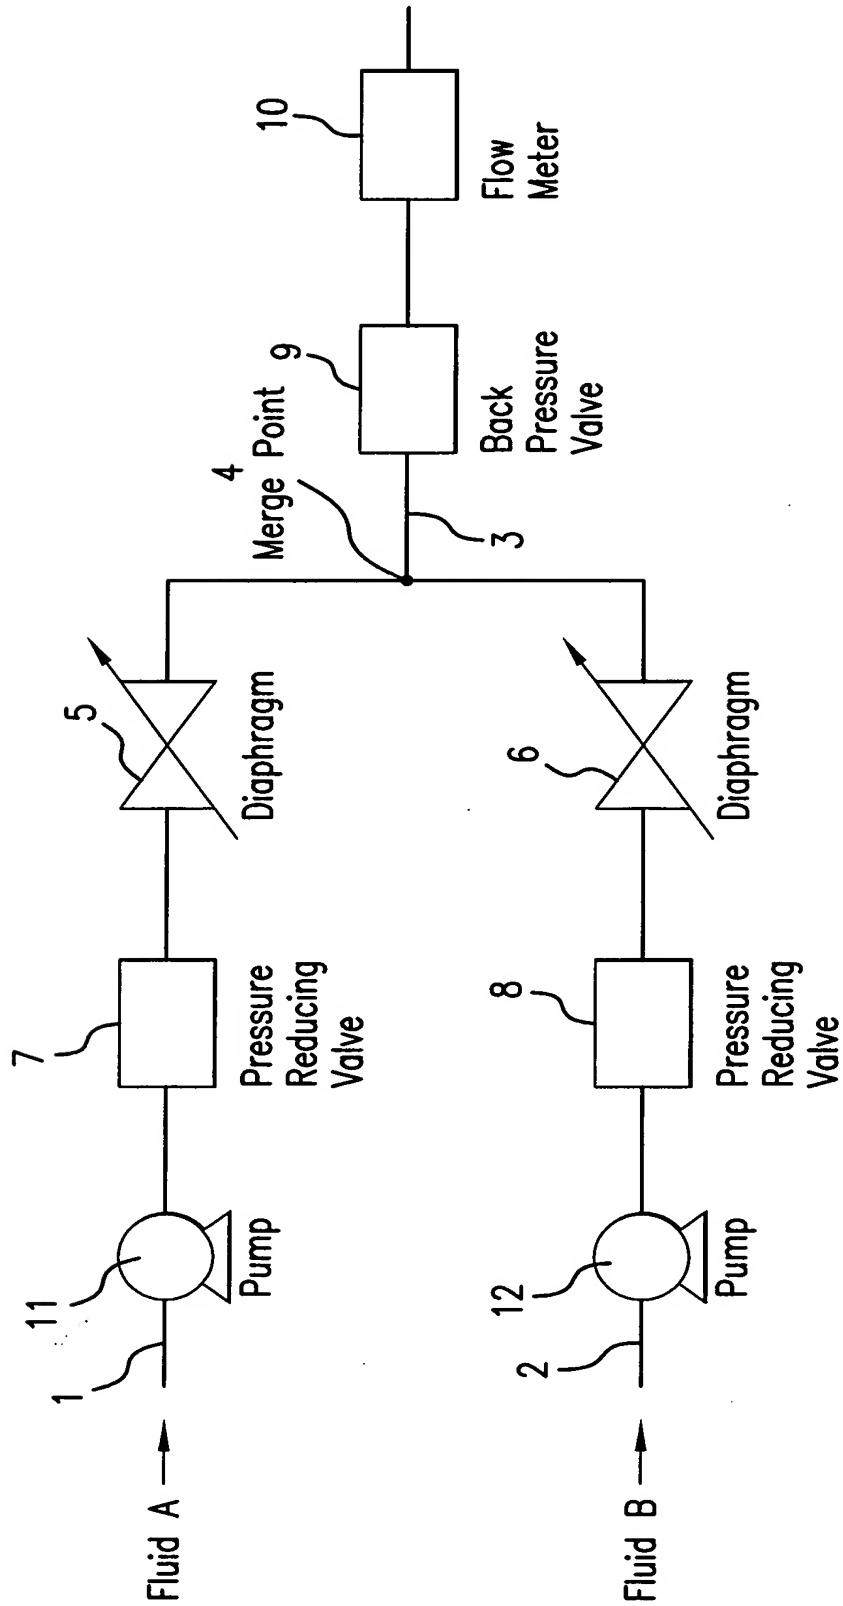 Fluid A
1
11
Pump
7
Pressure
Reducing
Valve
5
Diaphragm
4
Merge Point
3
9
Back
Pressure
Valve
10
Flow
Meter
Fluid B
2
12
Pump
8
Pressure
Reducing
Valve
6
Diaphragm